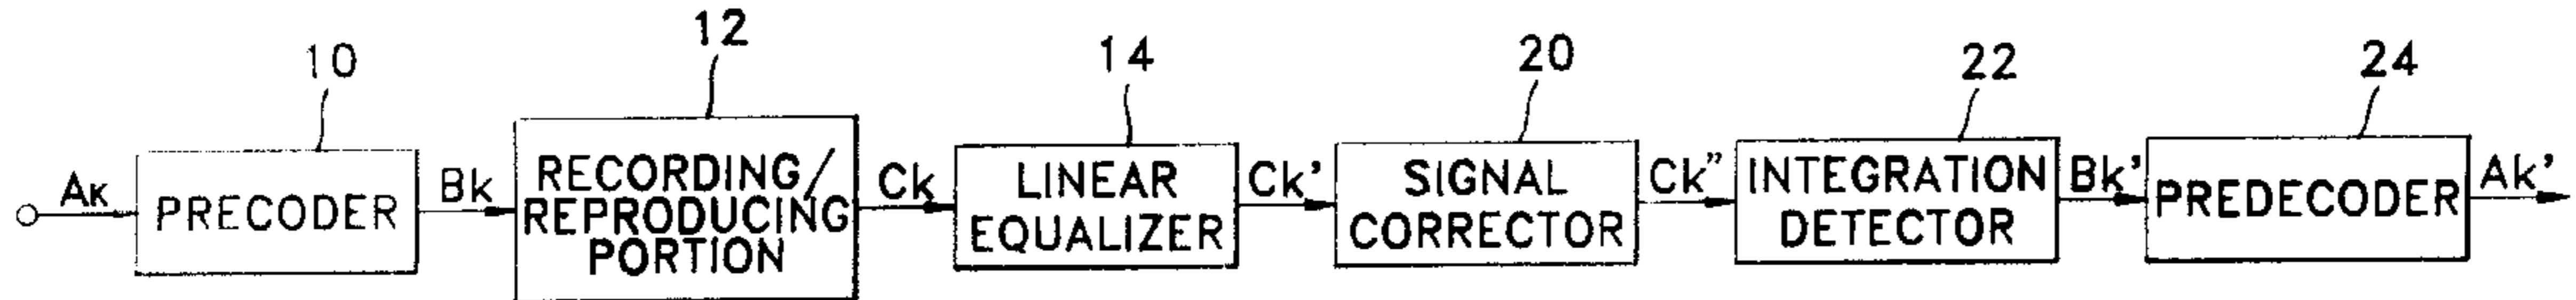 10
12
14
20
22
24
Ak
PRECODER
Bk
RECORDING/
REPRODUCING
PORTION
Ck
LINEAR
EQUALIZER
Ck'
SIGNAL
CORRECTOR
Ck"
INTEGRATION
DETECTOR
Bk'
PREDECODER
Ak'